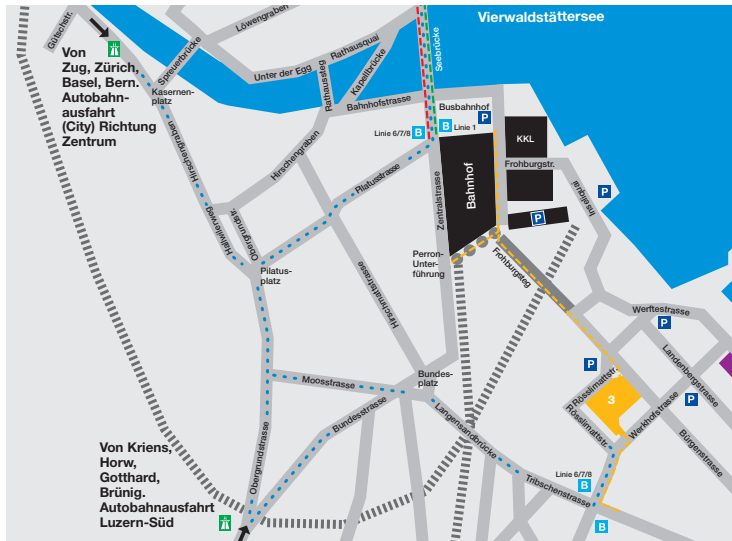 Vierwaldstättersee
Gütschstr.
Löwengraben
Spreuerbrücke
Rathausquai
Unter der Egg
Kapellbrücke
Rathaussteg
Seebrücke
Von
Zug, Zürich,
Basel, Bern.
Autobahn-
ausfahrt
(City) Richtung
Zentrum
Kasernen-
platz
Bahnhofstrasse
Busbahnhof
P
Linie 6/7/8
B
B
Linie 1
KKL
Hirschengraben
Hirschengraben
Pilatusstrasse
Zentralstrasse
Bahnhof
Frohburgstr.
Inseliquai
P
P
Hallwilerweg
Obergrundstr.
Pilatus-
platz
Perron-
Unter-
führung
Frohburgsteg
Hirschmattstrasse
Werftestrasse
P
Landenbergstrasse
P
Rösslimattstr.
3
P
Rösslimattstr.
Werkhofstrasse
Bürgenstrasse
Bundes-
platz
Moosstrasse
Bundesstrasse
Langensandbrücke
Obergrundstrasse
Linie 6/7/8
B
Tribschenstrasse
B
Von Kriens,
Horw,
Gotthard,
Brünig.
Autobahnausfahrt
Luzern-Süd